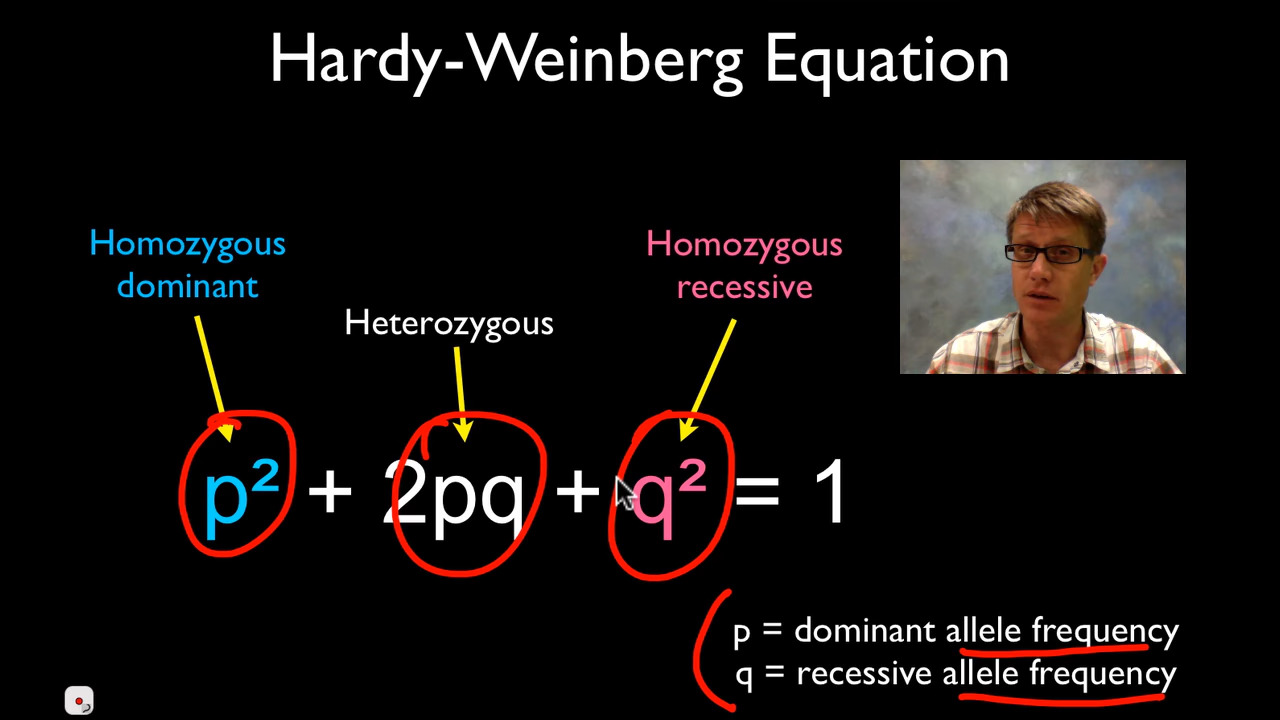 Hardy-Weinberg Equation
Homozygous
dominant
Heterozygous
Homozygous
recessive
p² + 2pq + q² = 1
p = dominant allele frequency
q = recessive allele frequency